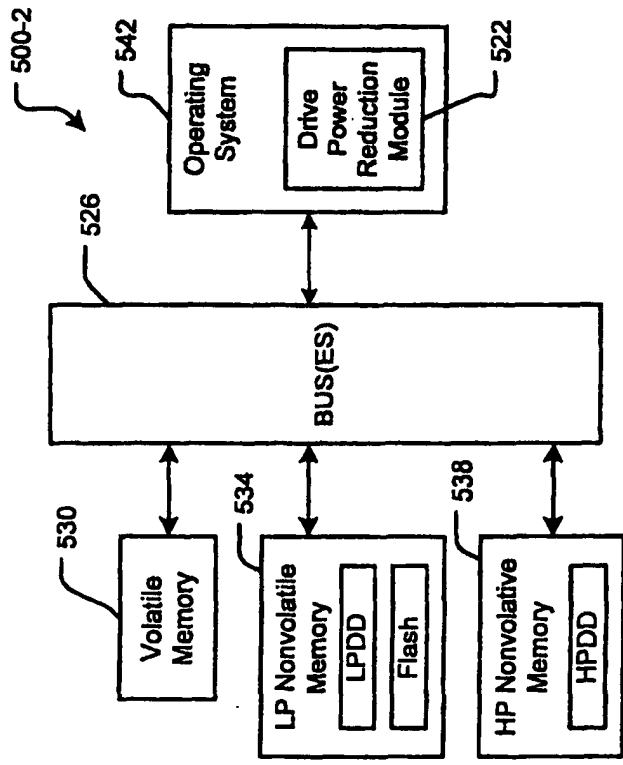 500-2
530
Volatile
Memory
534
LP Nonvolatile
Memory
LPDD
Flash
538
HP Nonvolative
Memory
HPDD
526
BUS(ES)
542
Operating
System
Drive
Power
Reduction
Module
522